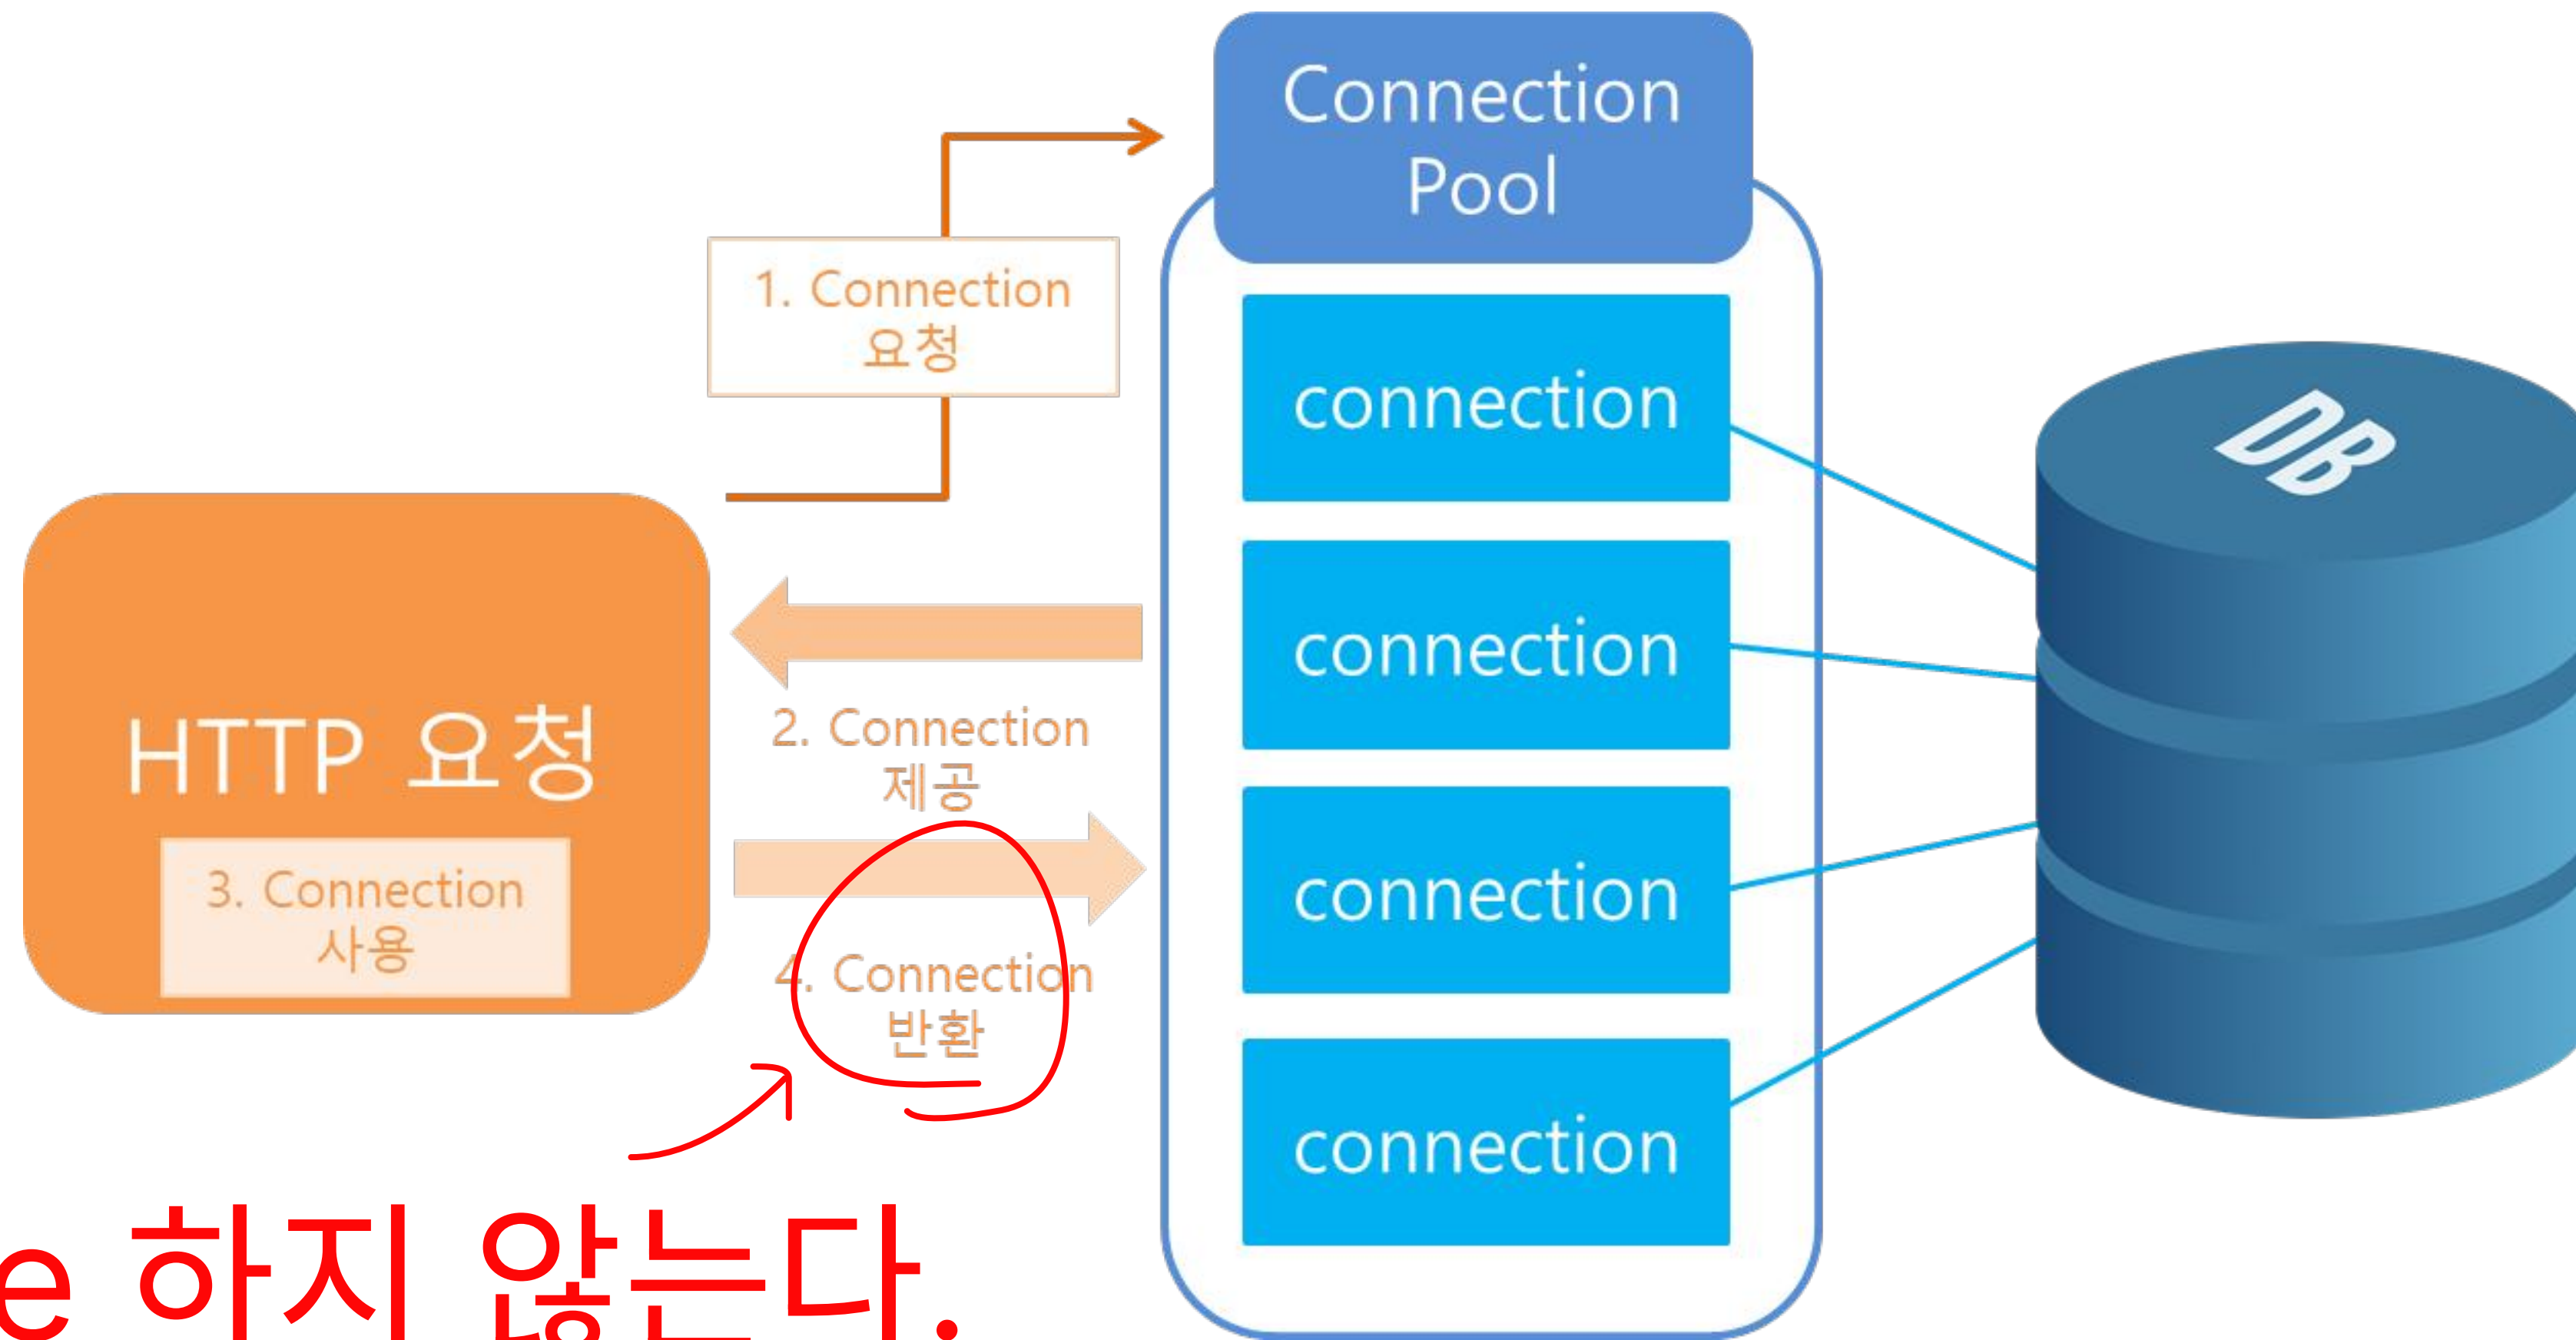 Connection
Pool
1. Connection
요청
connection
DB
connection
HTTP 요청
2. Connection
제공
3. Connection
사용
connection
4. Connection
반환
connection
하지 않는다.